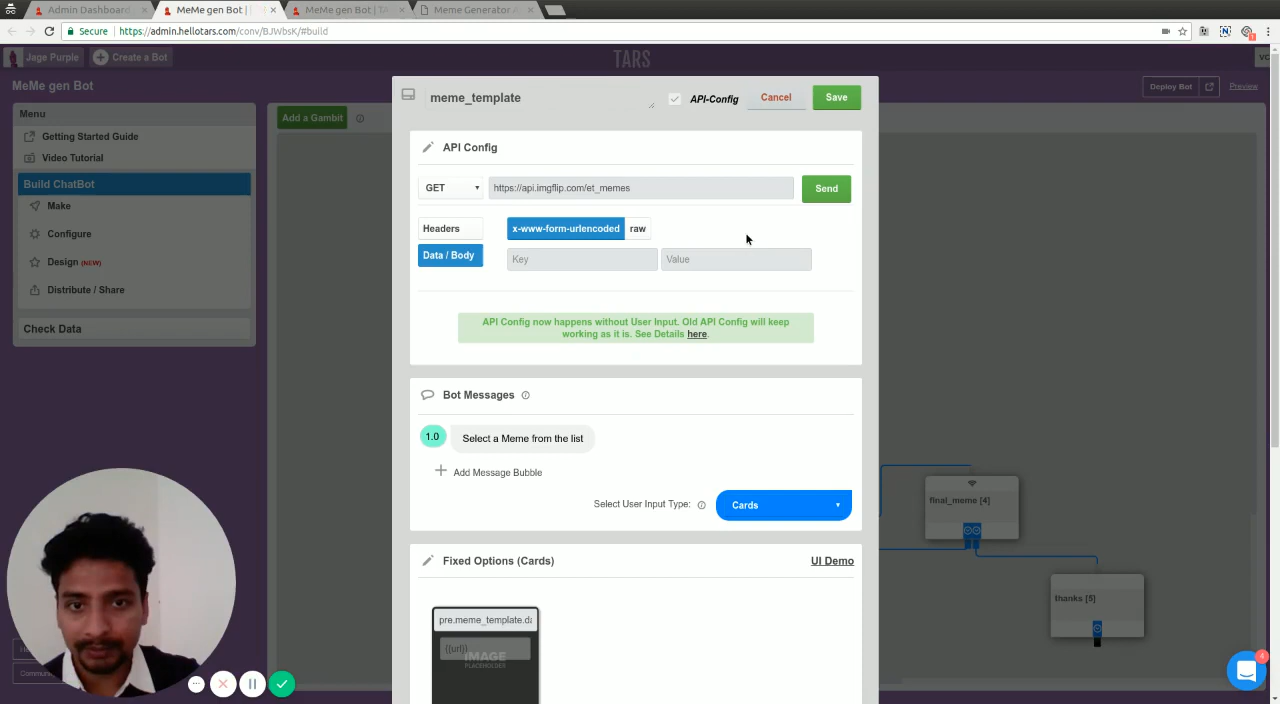 Admin Dashboard
MeMe gen Bot |
MeMe gen Bot | TA
Meme Generator A
Secure
https://admin.hellotars.com/conv/BJWbsK/#build
Jage Purple
Create a Bot
TARS
VC
MeMe gen Bot
Deploy Bot
Preview
Menu
Getting Started Guide
Video Tutorial
Build ChatBot
Make
Configure
Design (NEW)
Distribute / Share
Check Data
Add a Gambit
meme_template
API-Config
Cancel
Save
API Config
GET
https://api.imgflip.com/et_memes
Send
Headers
x-www-form-urlencoded
raw
Data / Body
Key
Value
API Config now happens without User Input. Old API Config will keep
working as it is. See Details here.
Bot Messages
1.0
Select a Meme from the list
Add Message Bubble
Select User Input Type:
Cards
Fixed Options (Cards)
UI Demo
pre.meme_template.da
{{url}}
IMAGE
PLACEHOLDER
final_meme [4]
thanks [5]
4